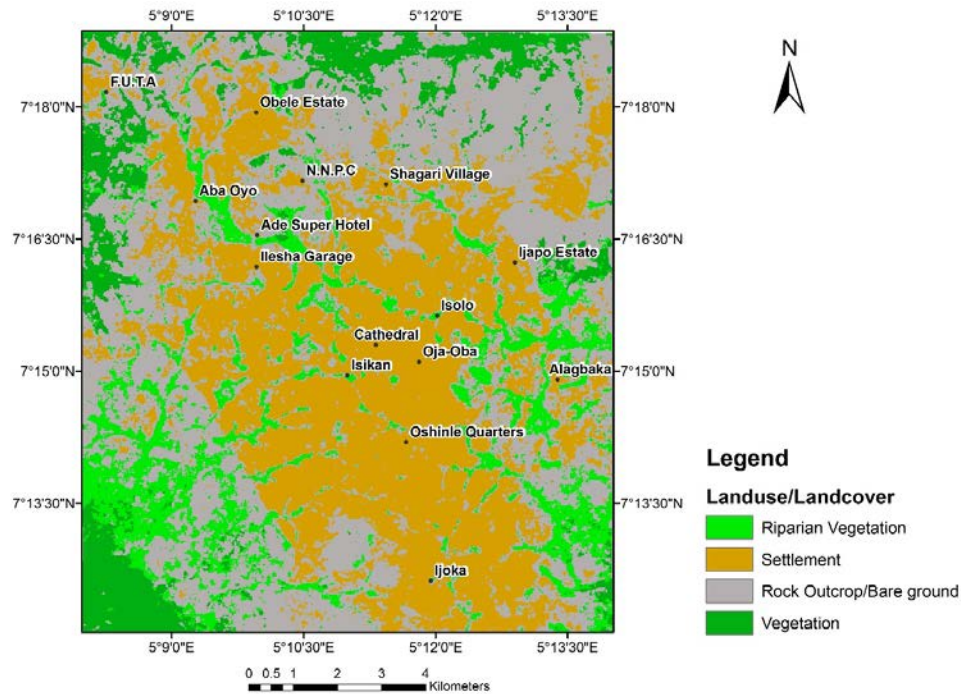 5°9'0"E 5°10'30"E 5°12'0"E 5°13'30"E
N
F.U.T.A
7°18'0"N 7°18'0"N
Obele Estate
N.N.P.C
Shagari Village
Aba Oyo
Ade Super Hotel
7°16'30"N 7°16'30"N
Ijapo Estate
Ilesha Garage
Isolo
Cathedral
Oja-Oba
7°15'0"N 7°15'0"N
Isikan
Alagbaka
Oshinle Quarters
Legend
Landuse/Landcover
7°13'30"N 7°13'30"N
Riparian Vegetation
Settlement
Ijoka
Rock Outcrop/Bare ground
Vegetation
5°9'0"E 5°10'30"E 5°12'0"E 5°13'30"E
0 0.5 1 2 3 4
Kilometers